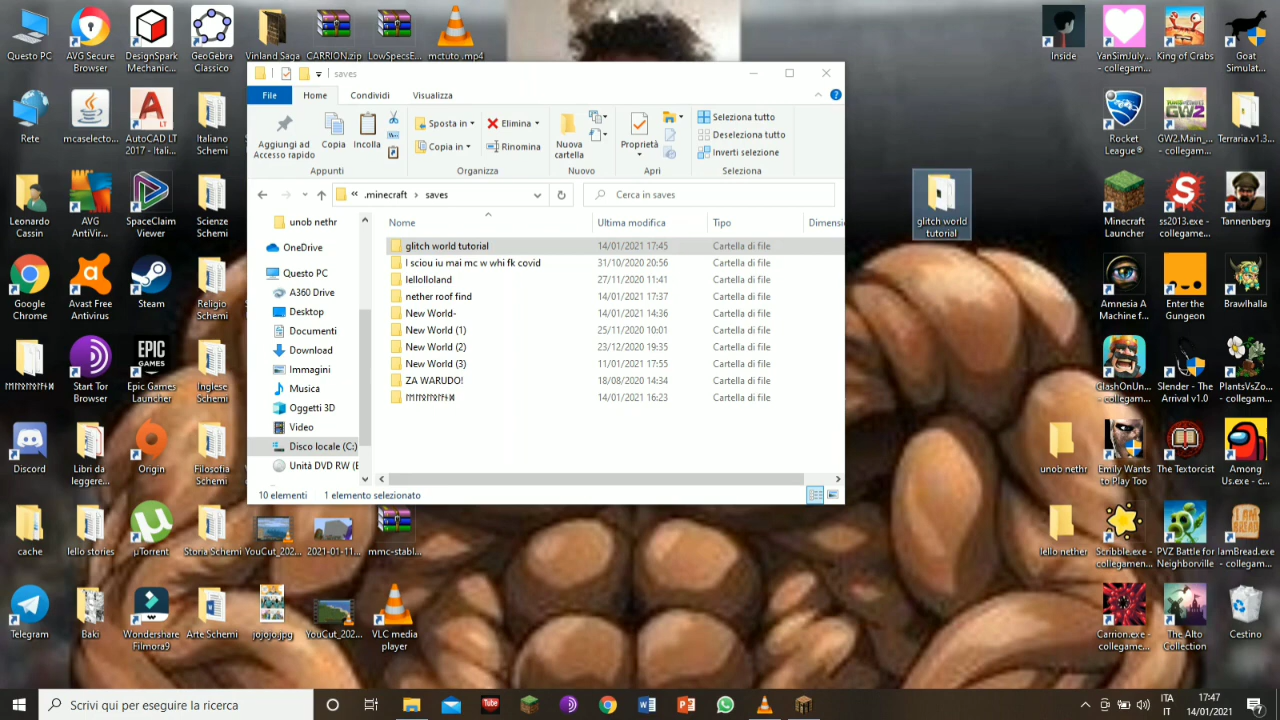 Questo PC
AVG Secure
Browser
DesignSpark
Mechanic...
GeoGebra
Classico
Vinland Saga
CARRION.zip
LowSpecsE...
mctuto .mp4
Inside
YanSimJuly...
- collegam...
King of Crabs
Goat
Simulat...
saves
File
Home
Condividi
Visualizza
Aggiungi ad
Accesso rapido
Copia
Incolla
Sposta in
Copia in
Elimina
Rinomina
Nuova
cartella
Proprietà
Seleziona tutto
Deseleziona tutto
Inverti selezione
Appunti
Organizza
Nuovo
Apri
Seleziona
.minecraft
saves
Cerca in saves
Nome
Ultima modifica
Tipo
Dimensio
glitch world tutorial 14/01/2021 17:45 Cartella di file
I sciou iu mai mc w whi fk covid 31/10/2020 20:56 Cartella di file
lellolloland 27/11/2020 11:41 Cartella di file
nether roof find 14/01/2021 17:37 Cartella di file
New World- 14/01/2021 14:36 Cartella di file
New World (1) 25/11/2020 10:01 Cartella di file
New World (2) 23/12/2020 19:35 Cartella di file
New World (3) 11/01/2021 17:55 Cartella di file
ZA WARUDO! 18/08/2020 14:34 Cartella di file
14/01/2021 16:23 Cartella di file
unob nethr
OneDrive
Questo PC
A360 Drive
Desktop
Documenti
Download
Immagini
Musica
Oggetti 3D
Video
Disco locale (C:)
Unità DVD RW (E
10 elementi
1 elemento selezionato
Rete
mcaselecto...
AutoCAD LT
2017 - Itali...
Italiano
Schemi
Leonardo
Cassin
AVG
AntiVir...
SpaceClaim
Viewer
Scienze
Schemi
Google
Chrome
Avast Free
Antivirus
Steam
Religio
Schemi
Start Tor
Browser
Epic Games
Launcher
Inglese
Schemi
Discord
Libri da
leggere...
Origin
Filosofia
Schemi
cache
lello stories
µTorrent
Storia Schemi
YouCut_202...
2021-01-11...
mmc-stabl...
Telegram
Baki
Wondershare
Filmora9
Arte Schemi
jojojo.jpg
YouCut_202...
VLC media
player
glitch world
tutorial
Rocket
League®
GW2.Main_...
- collegam...
Terraria.v1.3...
Minecraft
Launcher
ss2013.exe -
collegame...
Tannenberg
Amnesia A
Machine f...
Enter the
Gungeon
Brawlhalla
ClashOnUn...
- collegam...
Slender - The
Arrival v1.0
PlantsVsZo...
- collegam...
unob nethr
Emily Wants
to Play Too
The Textorcist
Among
Us.exe - c...
lello nether
Scribble.exe -
collegamen...
PVZ Battle for
Neighborville
IamBread.exe
- collegam...
Carrion.exe -
collegame...
The Alto
Collection
Cestino
Scrivi qui per eseguire la ricerca
ITA
IT
17:47
14/01/2021